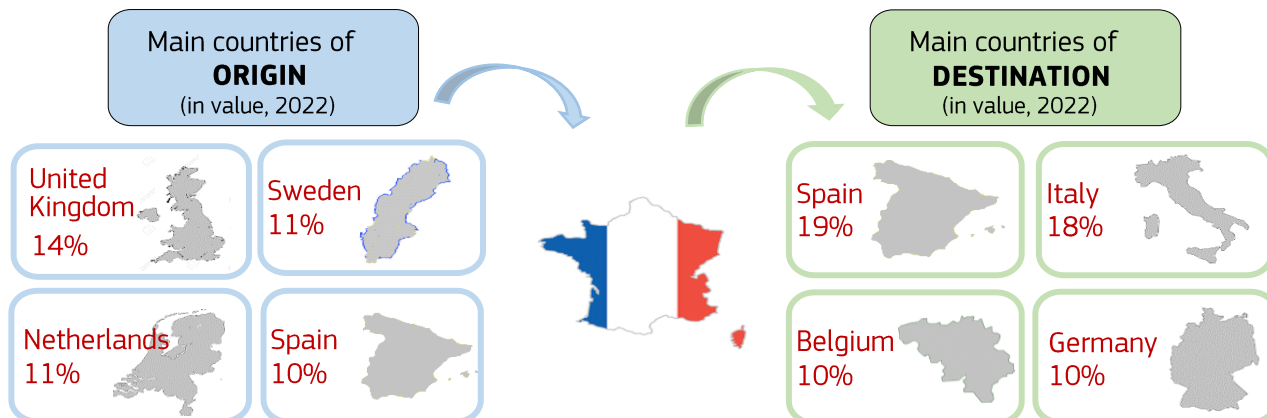 Main countries of
ORIGIN
(in value, 2022)
Main countries of
DESTINATION
(in value, 2022)
United
Kingdom
14%
Sweden
11%
Netherlands
11%
Spain
10%
Spain
19%
Italy
18%
Belgium
10%
Germany
10%